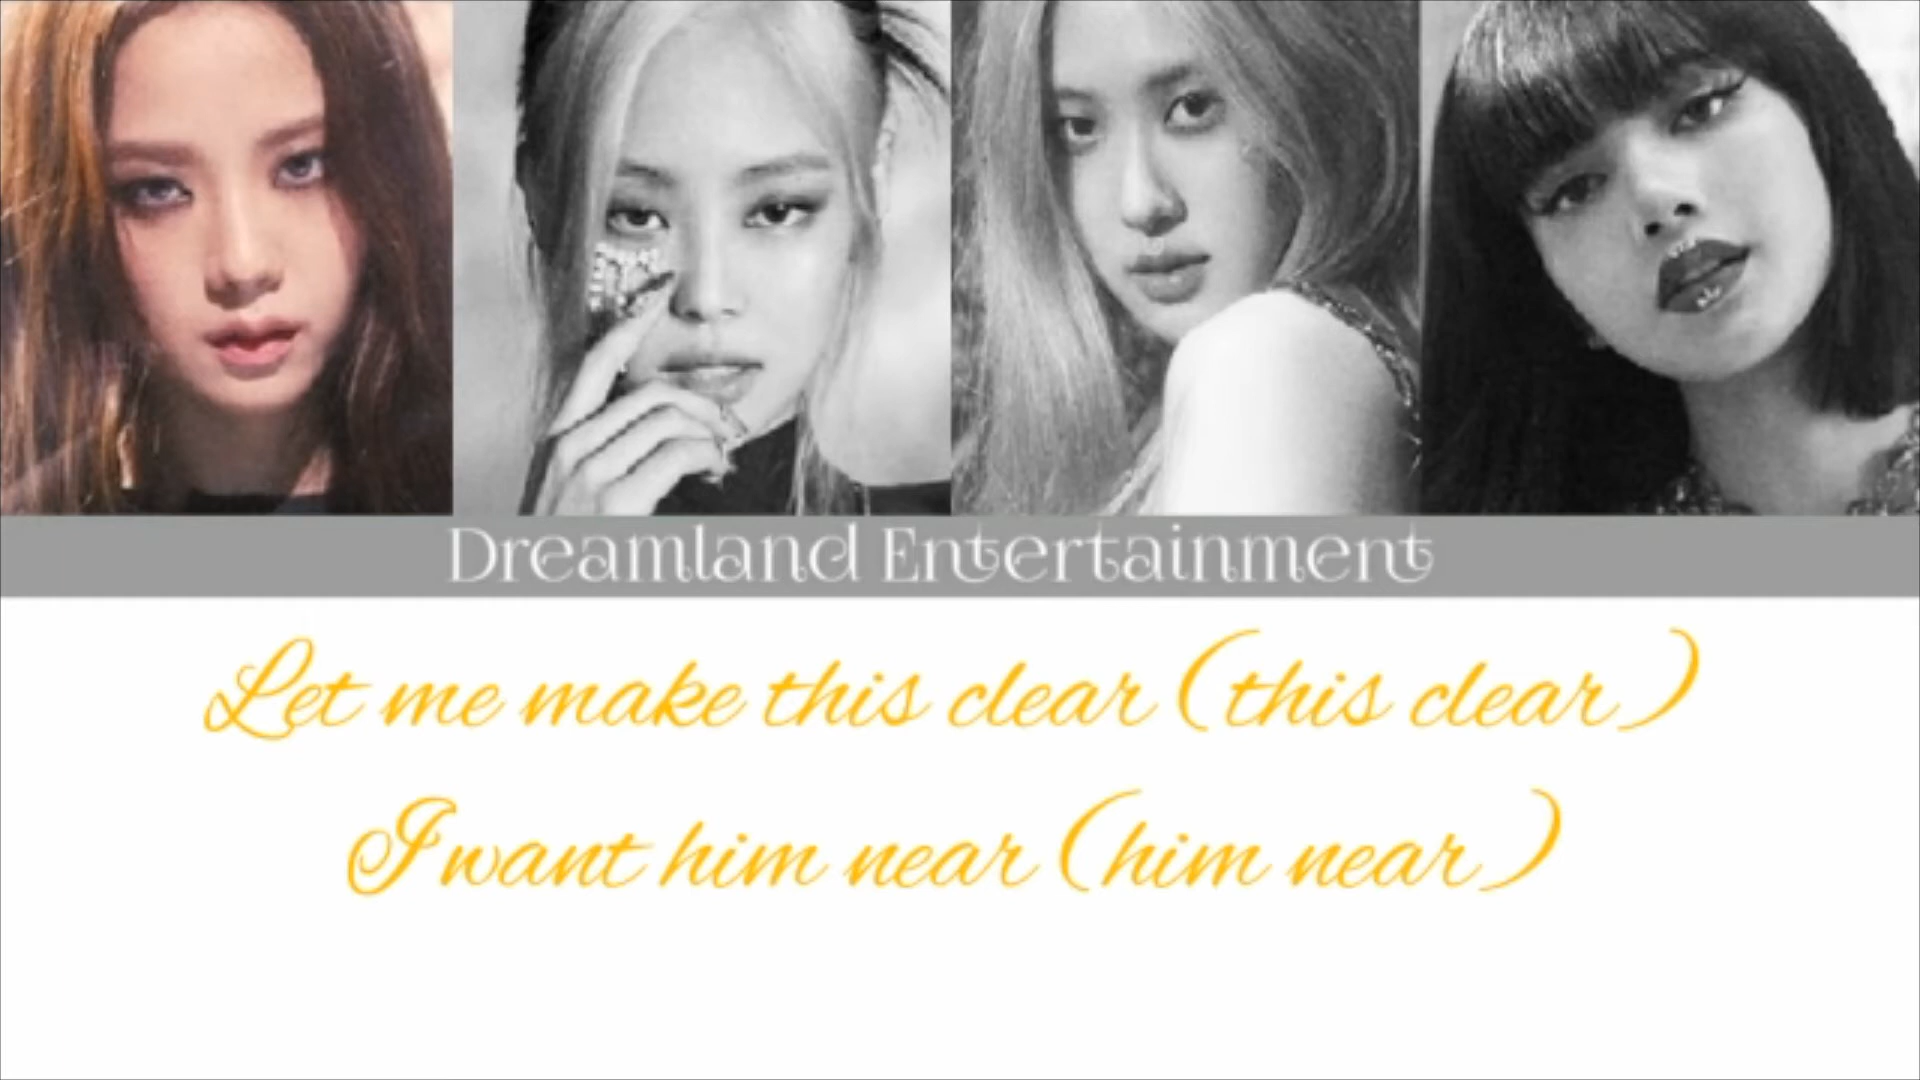 Dreamland Entertainment
Let me make this clear (this clear)
I want him near (him near)